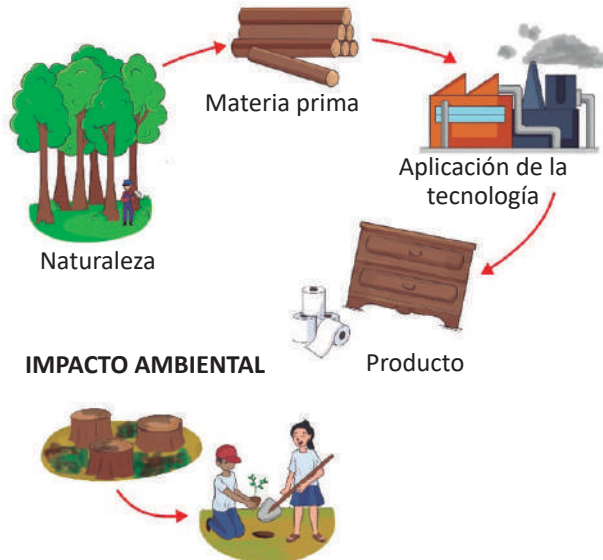 Materia prima
Aplicación de la
tecnología
Naturaleza
Producto
IMPACTO AMBIENTAL